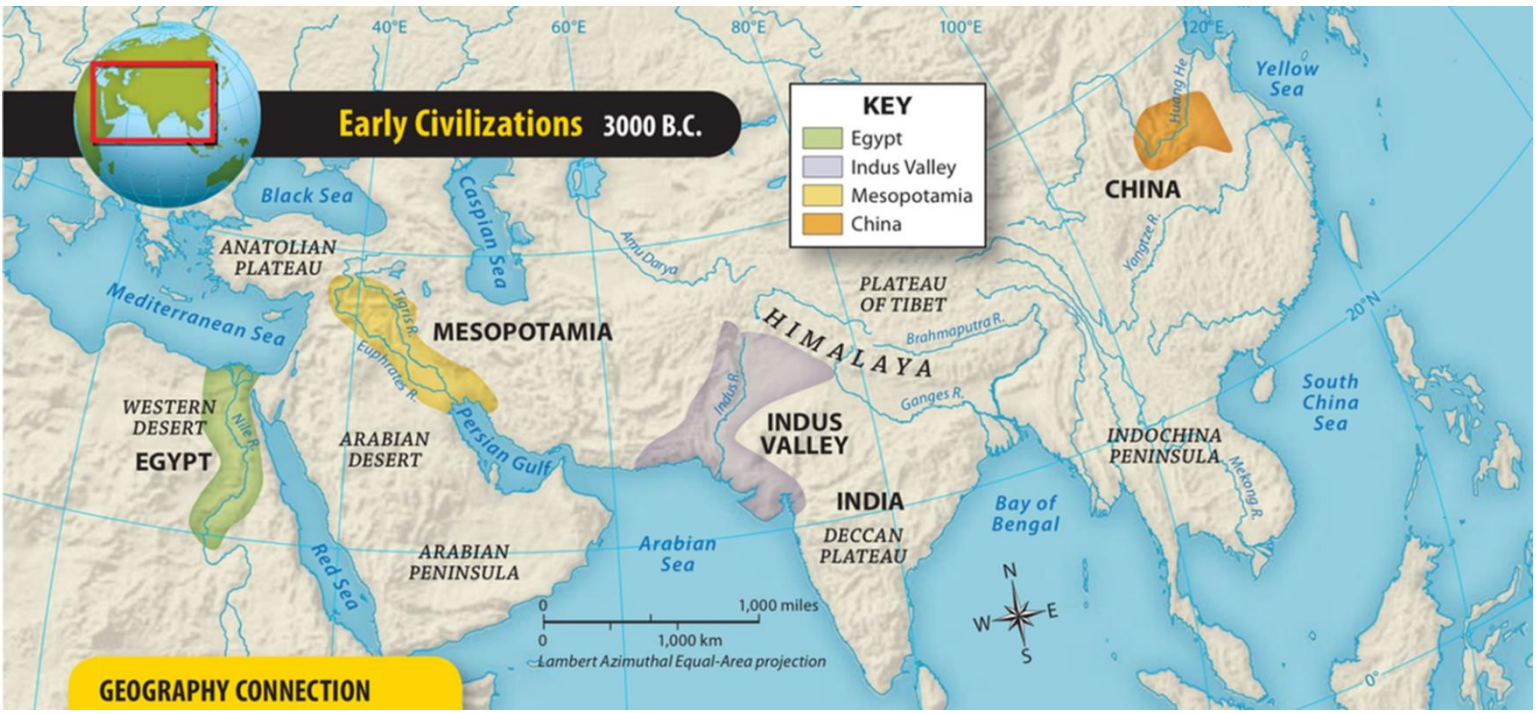 40°E
60°E
80°E
100°E
120°E
Early Civilizations 3000 B.C.
KEY
Egypt
Indus Valley
Mesopotamia
China
Yellow
Sea
Huang He
CHINA
Black Sea
Caspian Sea
ANATOLIAN
PLATEAU
Amu Darya
Yangtze R.
PLATEAU
OF TIBET
Mediterranean Sea
Tigris R.
MESOPOTAMIA
Euphrates R.
HIMALAYA
Brahmaputra R.
20°N
WESTERN
DESERT
Nile R.
EGYPT
ARABIAN
DESERT
Persian Gulf
Indus R.
INDUS
VALLEY
Ganges R.
South
China
Sea
INDOCHINA
PENINSULA
Mekong R.
INDIA
DECCAN
PLATEAU
Bay of
Bengal
Red Sea
ARABIAN
PENINSULA
Arabian
Sea
N
W E
S
0 1,000 miles
0 1,000 km
Lambert Azimuthal Equal-Area projection
0°
GEOGRAPHY CONNECTION